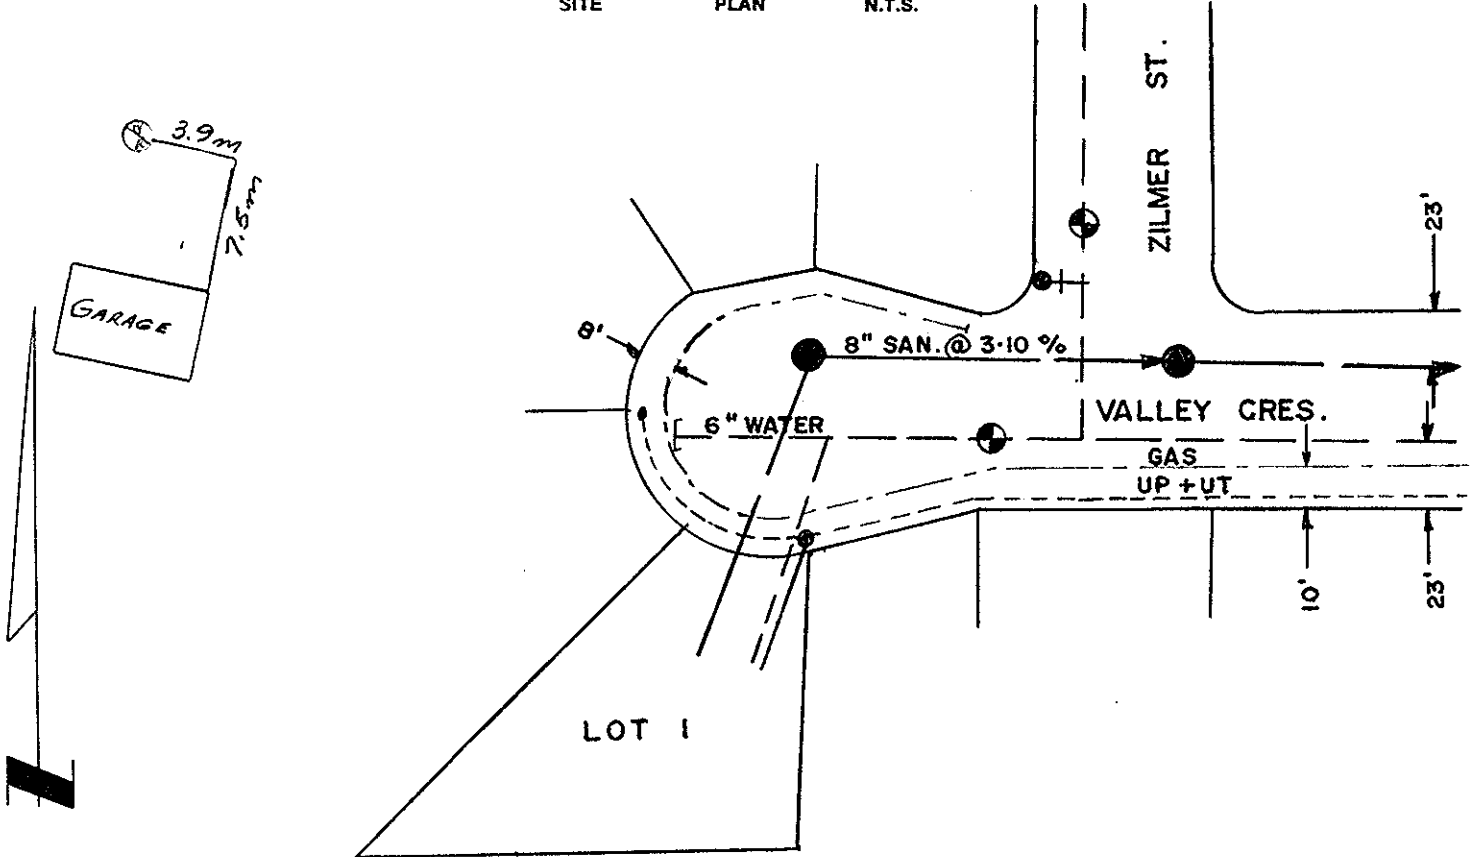 SITE PLAN N.T.S.
3.9m
7.5m
GARAGE
ZILMER ST.
23'
8'
8" SAN. @ 3.10 %
6" WATER
VALLEY CRES.
GAS
UP + UT
10'
23'
LOT 1